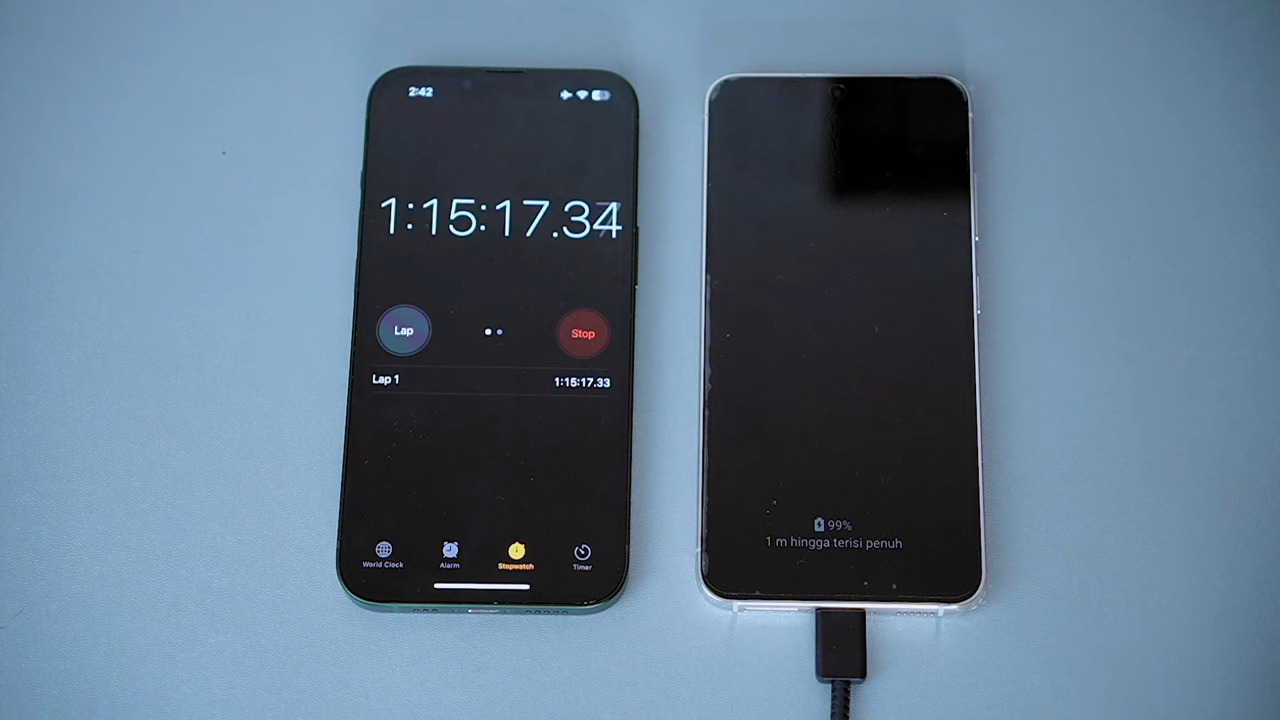 2:42
1:15:17.34
Lap
Stop
Lap 1 1:15:17.33
World Clock Alarm Stopwatch Timer
99%
1 m hingga terisi penuh